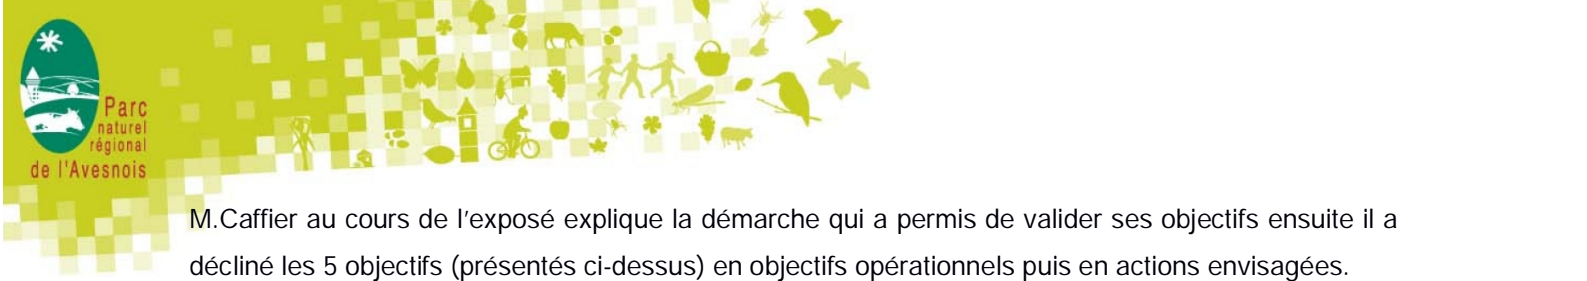 Parc
naturel
régional
de l'Avesnois
M.Caffier au cours de l’exposé explique la démarche qui a permis de valider ses objectifs ensuite il a
décliné les 5 objectifs (présentés ci-dessus) en objectifs opérationnels puis en actions envisagées.